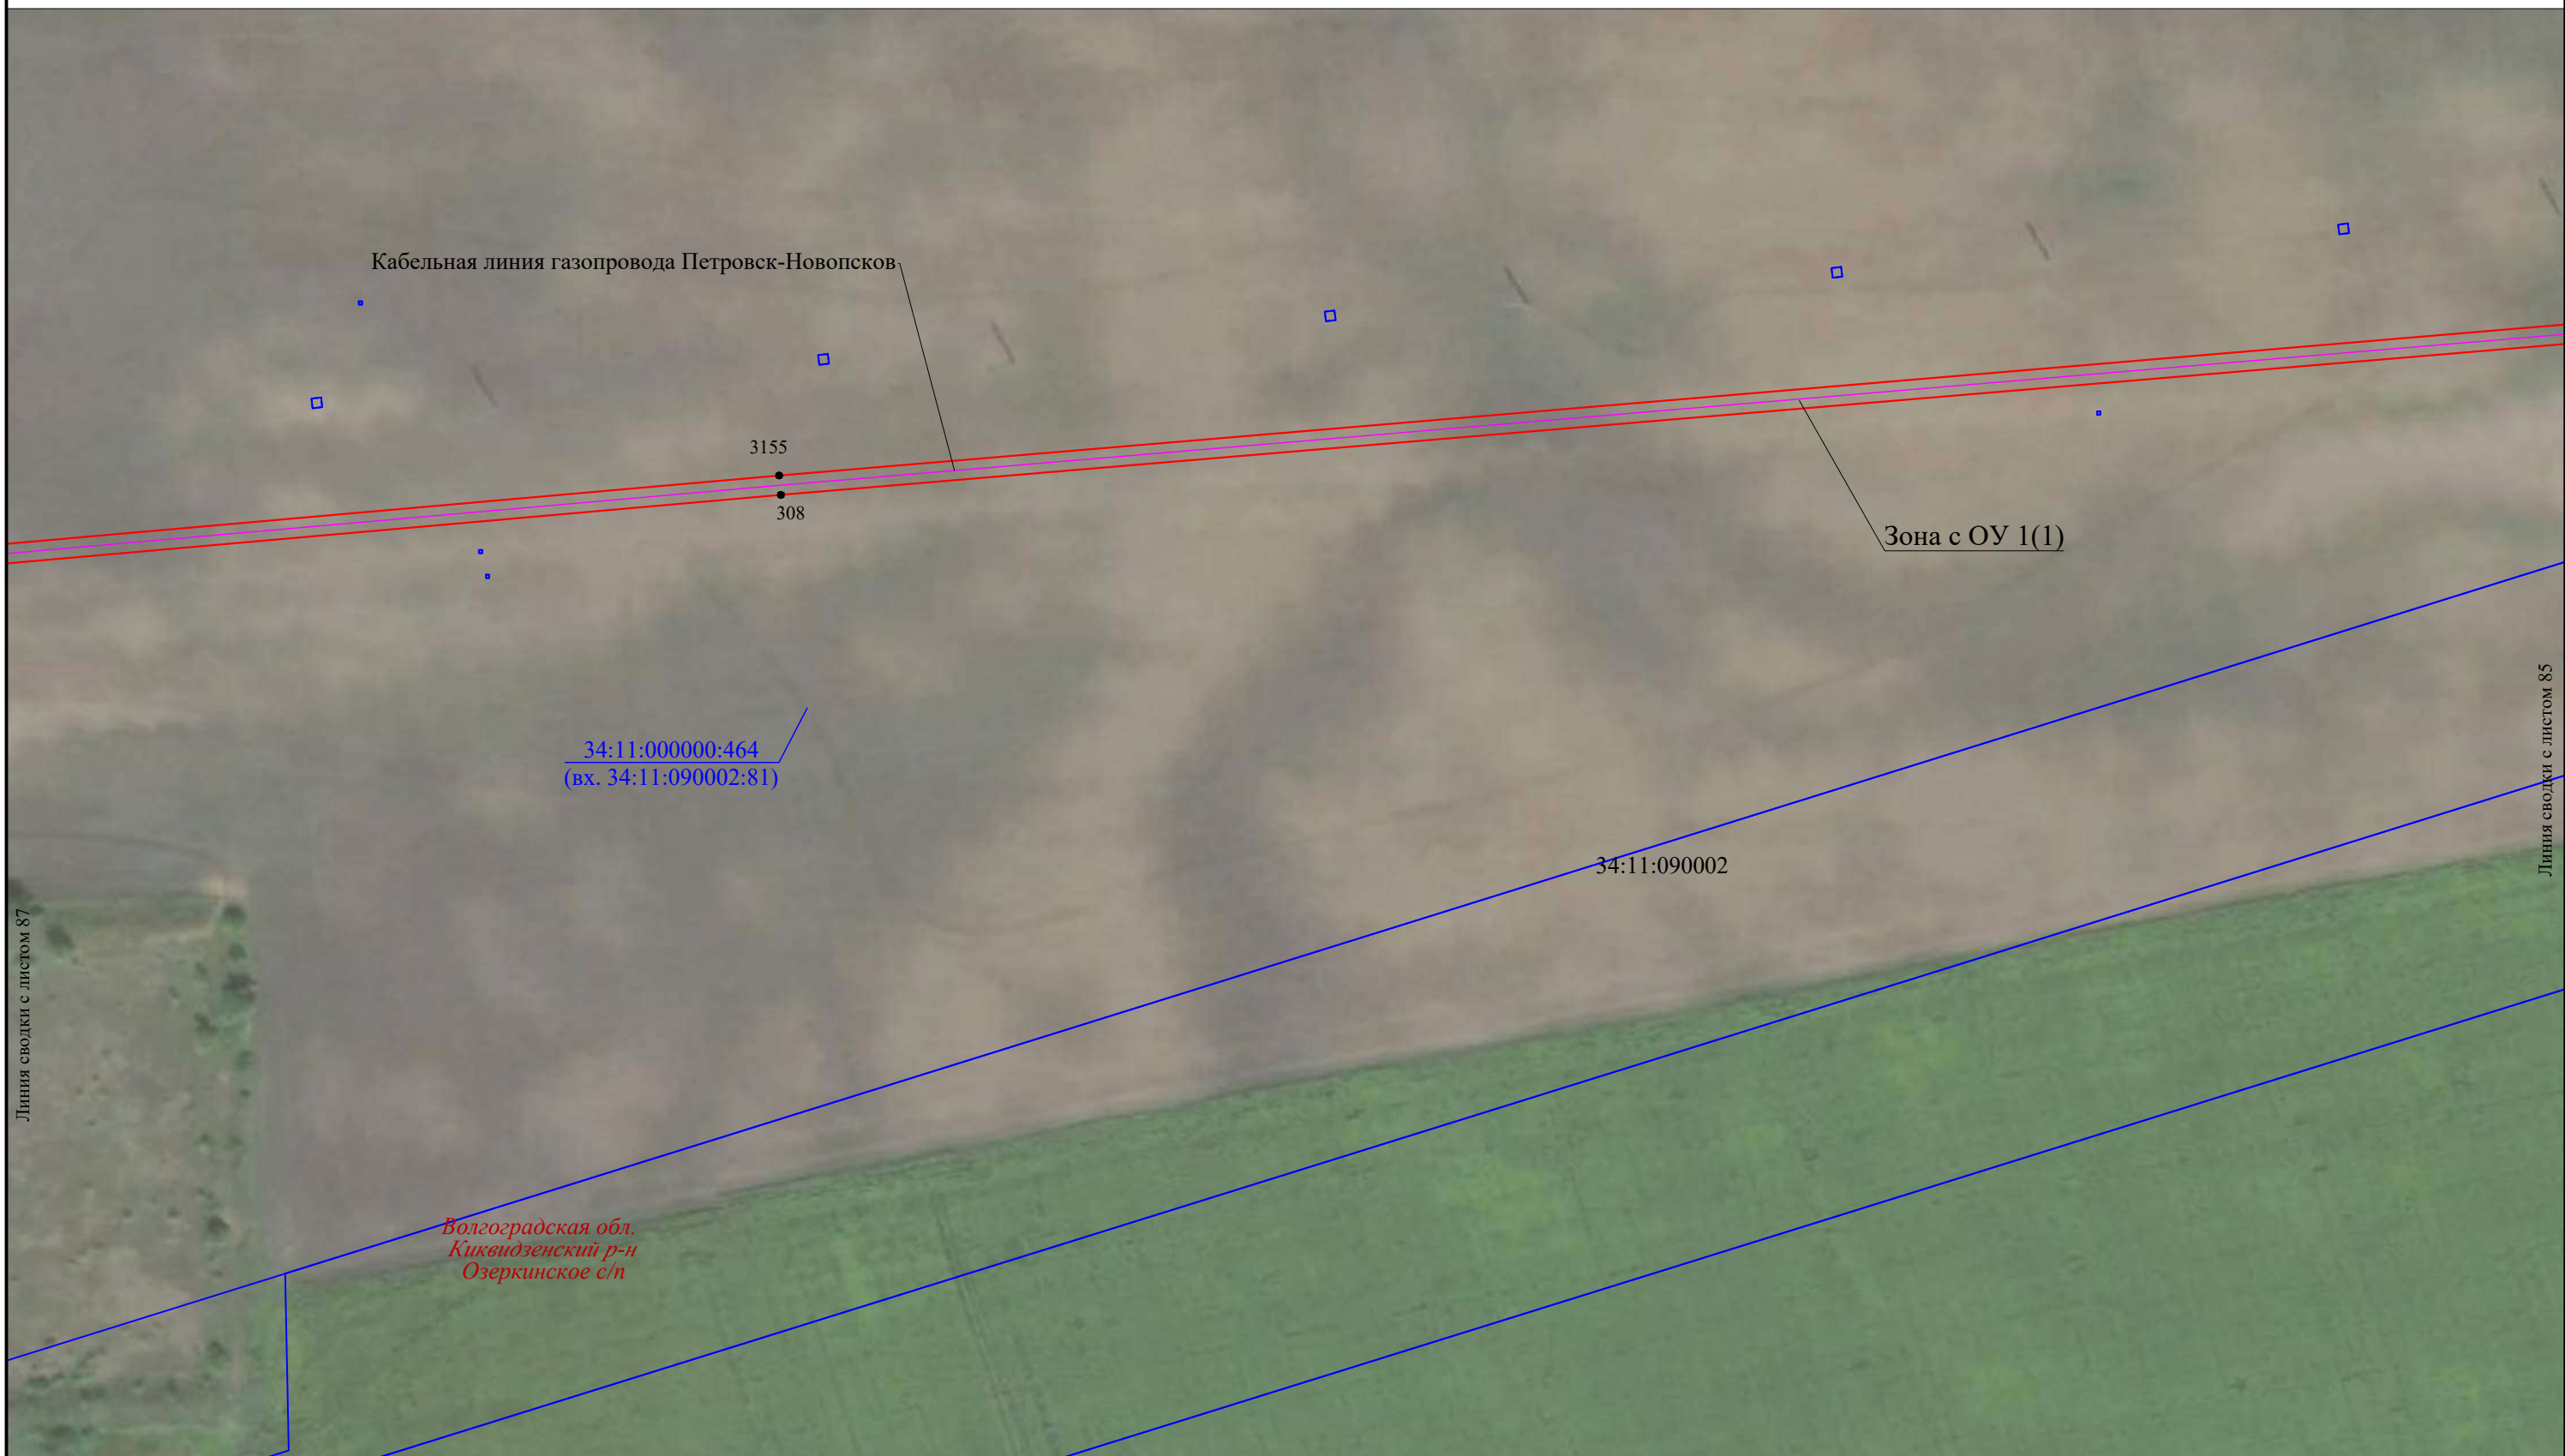 Кабельная линия газопровода Петровск-Новопсков
3155
308
Зона с ОУ 1(1)
34:11:000000:464
(вх. 34:11:090002:81)
34:11:090002
Линия сводки с листом 85
Линия сводки с листом 87
Волгоградская обл.
Киквидзенский р-н
Озеркинское с/п